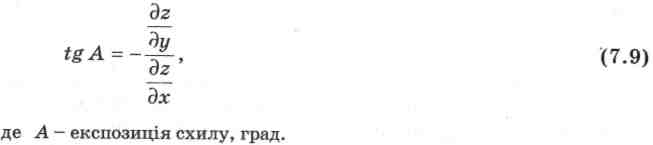 tg A = - ∂z/∂y / ∂z/∂x , (7.9)
де A – експозиція схилу, град.